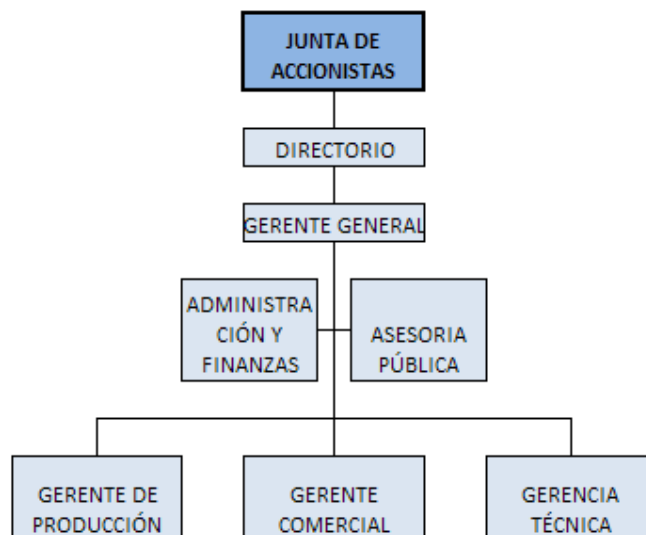 JUNTA DE
ACCIONISTAS
DIRECTORIO
GERENTE GENERAL
ADMINISTRA
CIÓN Y
FINANZAS
ASESORIA
PÚBLICA
GERENTE DE
PRODUCCIÓN
GERENTE
COMERCIAL
GERENCIA
TÉCNICA